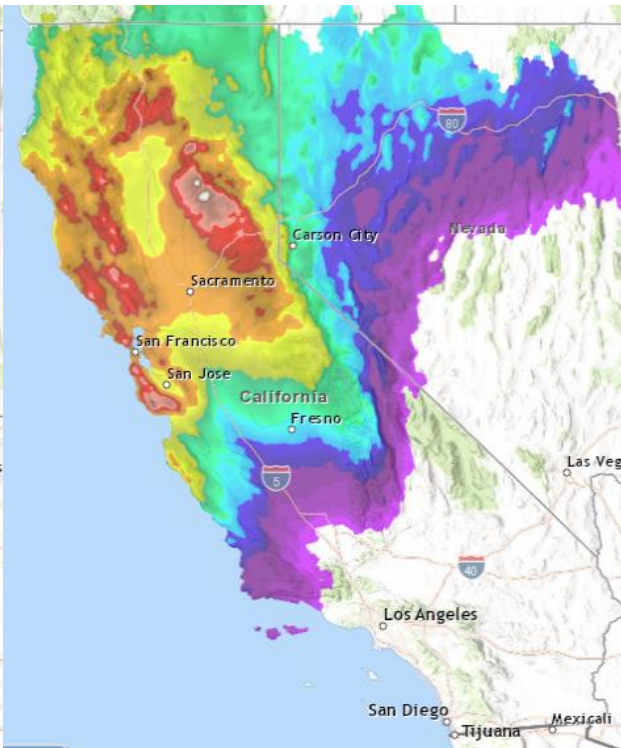 80
Carson City
Nevada
Sacramento
San Francisco
San Jose
California
Fresno
5
Las Veg
40
Los Angeles
San Diego
Tijuana
Mexicali